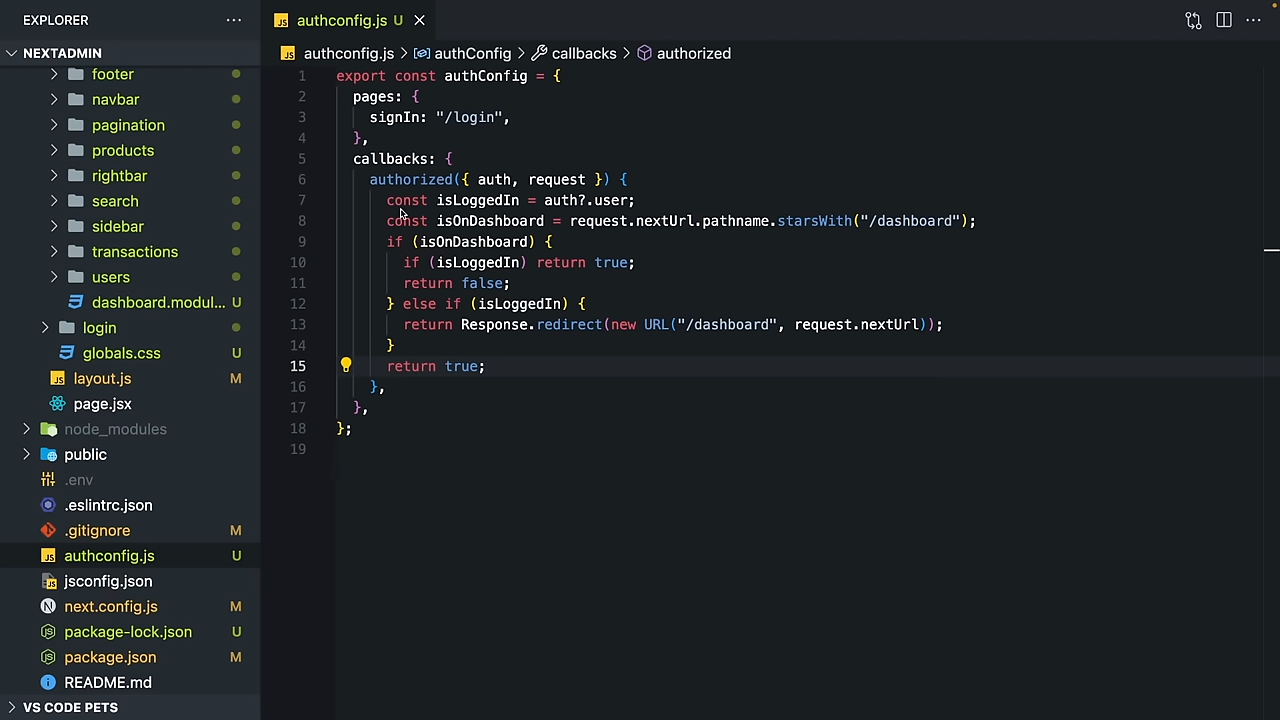 EXPLORER
NEXTADMIN
footer
navbar
pagination
products
rightbar
search
sidebar
transactions
users
dashboard.modul... U
login
globals.css U
layout.js M
page.jsx
node_modules
public
.env
.eslintrc.json
.gitignore M
authconfig.js U
jsconfig.json
next.config.js M
package-lock.json U
package.json M
README.md
VS CODE PETS
JS authconfig.js U
JS authconfig.js > authConfig > callbacks > authorized
1 export const authConfig = {
2 pages: {
3 signIn: "/login",
4 },
5 callbacks: {
6 authorized({ auth, request }) {
7 const isLoggedIn = auth?.user;
8 const isOnDashboard = request.nextUrl.pathname.starsWith("/dashboard");
9 if (isOnDashboard) {
10 if (isLoggedIn) return true;
11 return false;
12 } else if (isLoggedIn) {
13 return Response.redirect(new URL("/dashboard", request.nextUrl));
14 }
15 return true;
16 },
17 },
18 };
19